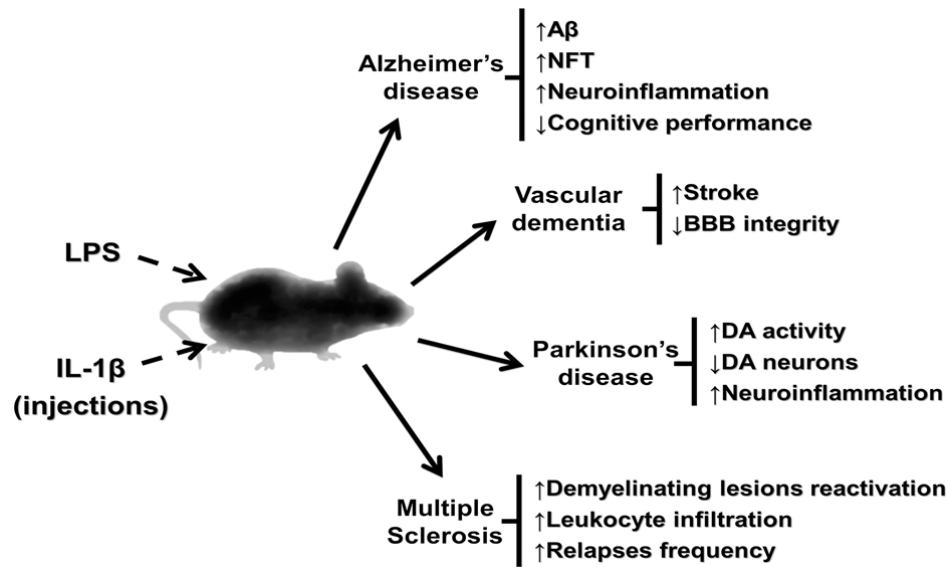 Alzheimer's
disease
↑Aβ
↑NFT
↑Neuroinflammation
↓Cognitive performance
Vascular
dementia
↑Stroke
↓BBB integrity
LPS
IL-1β
(injections)
Parkinson's
disease
↑DA activity
↓DA neurons
↑Neuroinflammation
Multiple
Sclerosis
↑Demyelinating lesions reactivation
↑Leukocyte infiltration
↑Relapses frequency